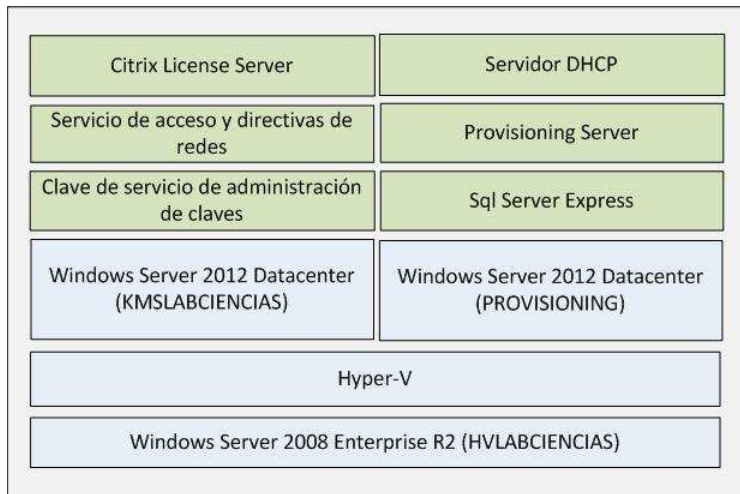 Citrix License Server
Servidor DHCP
Servicio de acceso y directivas de
redes
Provisioning Server
Clave de servicio de administración
de claves
Sql Server Express
Windows Server 2012 Datacenter
(KMSLABCIENCIAS)
Windows Server 2012 Datacenter
(PROVISIONING)
Hyper-V
Windows Server 2008 Enterprise R2 (HVLABCIENCIAS)